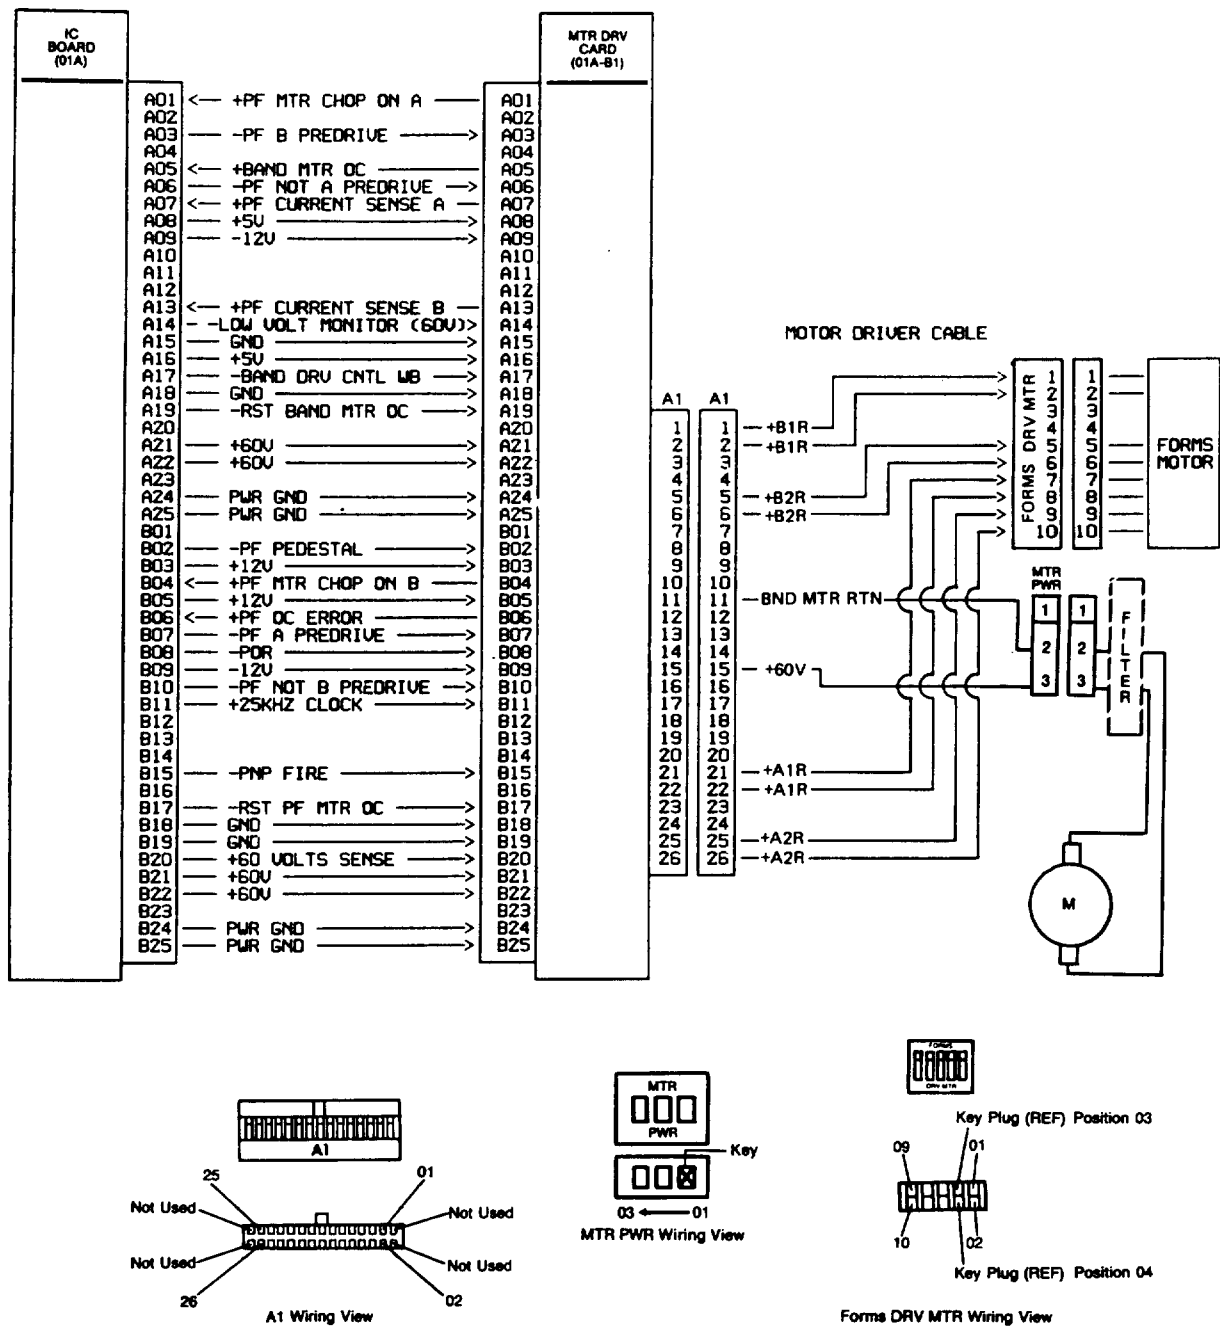 IC
BOARD
(01A)
MTR DRV
CARD
(01A-B1)
A01 <— +PF MTR CHOP ON A — A01
A02 A02
A03 — -PF B PREDRIVE —> A03
A04 A04
A05 <— +BAND MTR OC — A05
A06 — -PF NOT A PREDRIVE —> A06
A07 <— +PF CURRENT SENSE A — A07
A08 — +5V —> A08
A09 — -12V —> A09
A10 A10
A11 A11
A12 A12
A13 <— +PF CURRENT SENSE B — A13
A14 — -LOW VOLT MONITOR (60V)> A14
A15 — GND —> A15
A16 — +5V —> A16
A17 — -BAND DRV CNTL WB —> A17
A18 — GND —> A18
A19 — -RST BAND MTR OC —> A19
A20 A20
A21 — +60V —> A21
A22 — +60V —> A22
A23 A23
A24 — PWR GND —> A24
A25 — PWR GND —> A25
B01 B01
B02 — -PF PEDESTAL —> B02
B03 — +12V —> B03
B04 <— +PF MTR CHOP ON B — B04
B05 — +12V —> B05
B06 <— +PF OC ERROR — B06
B07 — -PF A PREDRIVE —> B07
B08 — -POR —> B08
B09 — -12V —> B09
B10 — -PF NOT B PREDRIVE —> B10
B11 — +25KHZ CLOCK —> B11
B12 B12
B13 B13
B14 B14
B15 — -PNP FIRE —> B15
B16 B16
B17 — -RST PF MTR OC —> B17
B18 — GND —> B18
B19 — GND —> B19
B20 — +60 VOLTS SENSE —> B20
B21 — +60V —> B21
B22 — +60V —> B22
B23 B23
B24 — PWR GND —> B24
B25 — PWR GND —> B25
MOTOR DRIVER CABLE
A1 A1
1 1 +B1R
2 2 +B1R
3 3
4 4
5 5 +B2R
6 6 +B2R
7 7
8 8
9 9
10 10
11 11 BND MTR RTN
12 12
13 13
14 14
15 15 +60V
16 16
17 17
18 18
19 19
20 20
21 21 +A1R
22 22 +A1R
23 23
24 24
25 25 +A2R
26 26 +A2R
FORMS DRV MTR
1 1
2 2
3 3
4 4
5 5
6 6
7 7
8 8
9 9
10 10
FORMS
MOTOR
MTR
PWR
1 1
2 2
3 3
FILTER
M
A1
25
01
Not Used
Not Used
Not Used
Not Used
26
02
A1 Wiring View
MTR
PWR
Key
03 01
MTR PWR Wiring View
FORMS
DRV MTR
Key Plug (REF) Position 03
09
01
10
02
Key Plug (REF) Position 04
Forms DRV MTR Wiring View